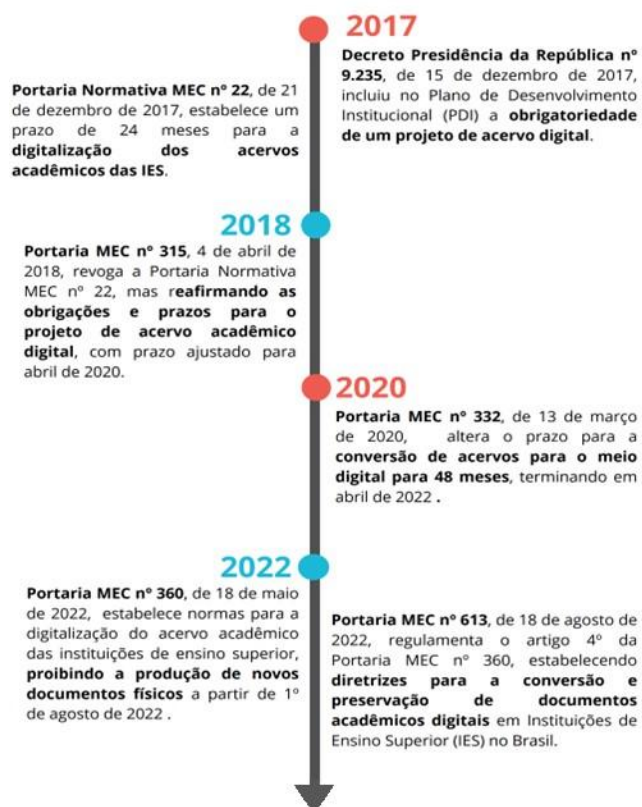 2017
Decreto Presidência da República nº
9.235, de 15 de dezembro de 2017,
incluiu no Plano de Desenvolvimento
Institucional (PDI) a obrigatoriedade
de um projeto de acervo digital.
Portaria Normativa MEC nº 22, de 21
de dezembro de 2017, estabelece um
prazo de 24 meses para a
digitalização dos acervos
acadêmicos das IES.
2018
Portaria MEC nº 315, 4 de abril de
2018, revoga a Portaria Normativa
MEC nº 22, mas reafirmando as
obrigações e prazos para o
projeto de acervo acadêmico
digital, com prazo ajustado para
abril de 2020.
2020
Portaria MEC nº 332, de 13 de março
de 2020, altera o prazo para a
conversão de acervos para o meio
digital para 48 meses, terminando em
abril de 2022 .
2022
Portaria MEC nº 360, de 18 de maio
de 2022, estabelece normas para a
digitalização do acervo acadêmico
das instituições de ensino superior,
proibindo a produção de novos
documentos físicos a partir de 1º
de agosto de 2022 .
Portaria MEC nº 613, de 18 de agosto de
2022, regulamenta o artigo 4º da
Portaria MEC nº 360, estabelecendo
diretrizes para a conversão e
preservação de documentos
acadêmicos digitais em Instituições de
Ensino Superior (IES) no Brasil.